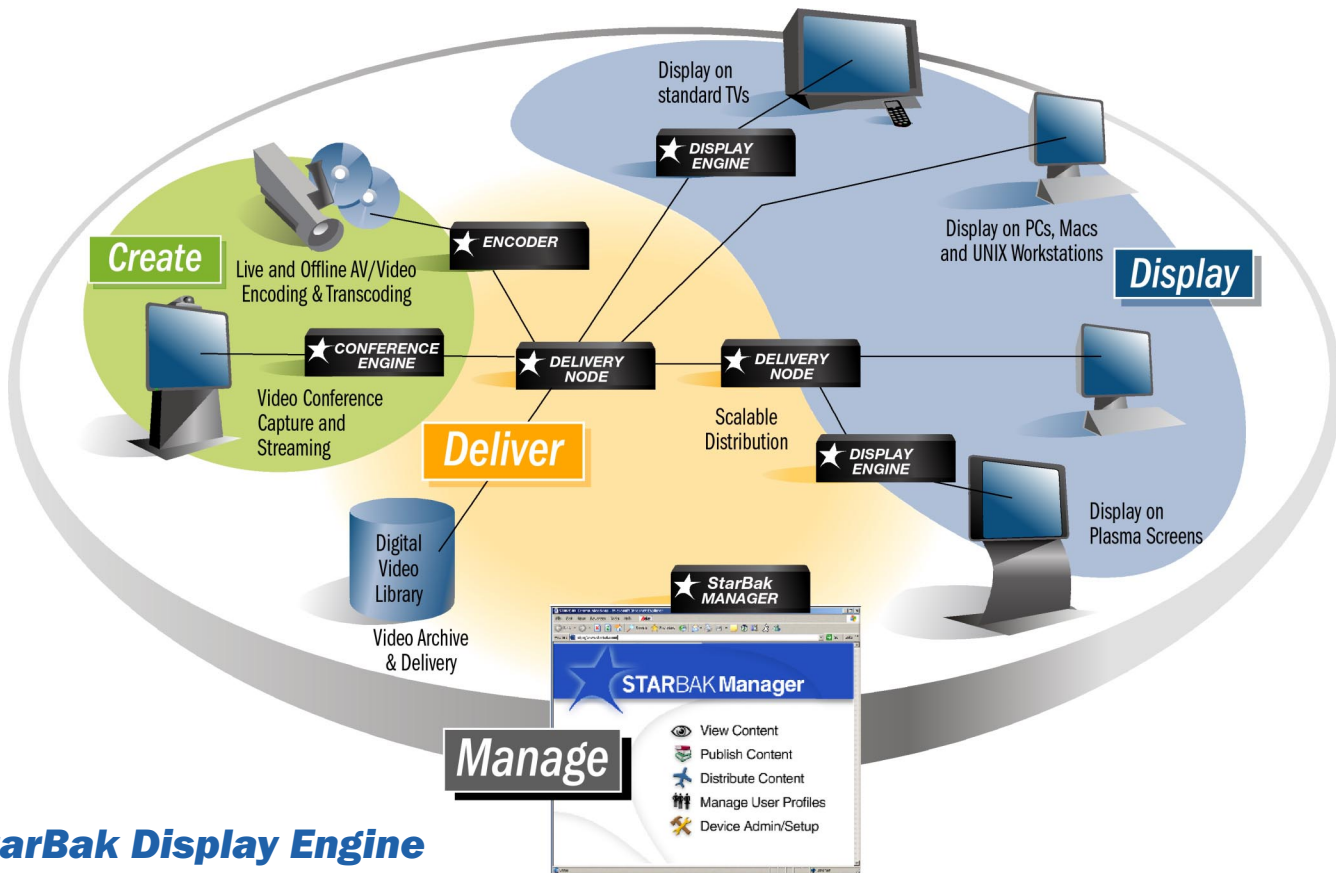 Display on
standard TVs
DISPLAY
ENGINE
Create
Live and Offline AV/Video
Encoding & Transcoding
ENCODER
Display on PCs, Macs
and UNIX Workstations
Display
CONFERENCE
ENGINE
Video Conference
Capture and
Streaming
DELIVERY
NODE
DELIVERY
NODE
Scalable
Distribution
Deliver
DISPLAY
ENGINE
Display on
Plasma Screens
Digital
Video
Library
Video Archive
& Delivery
StarBak
MANAGER
STARBAK Manager
View Content
Publish Content
Distribute Content
Manage User Profiles
Device Admin/Setup
Manage
arBak Display Engine